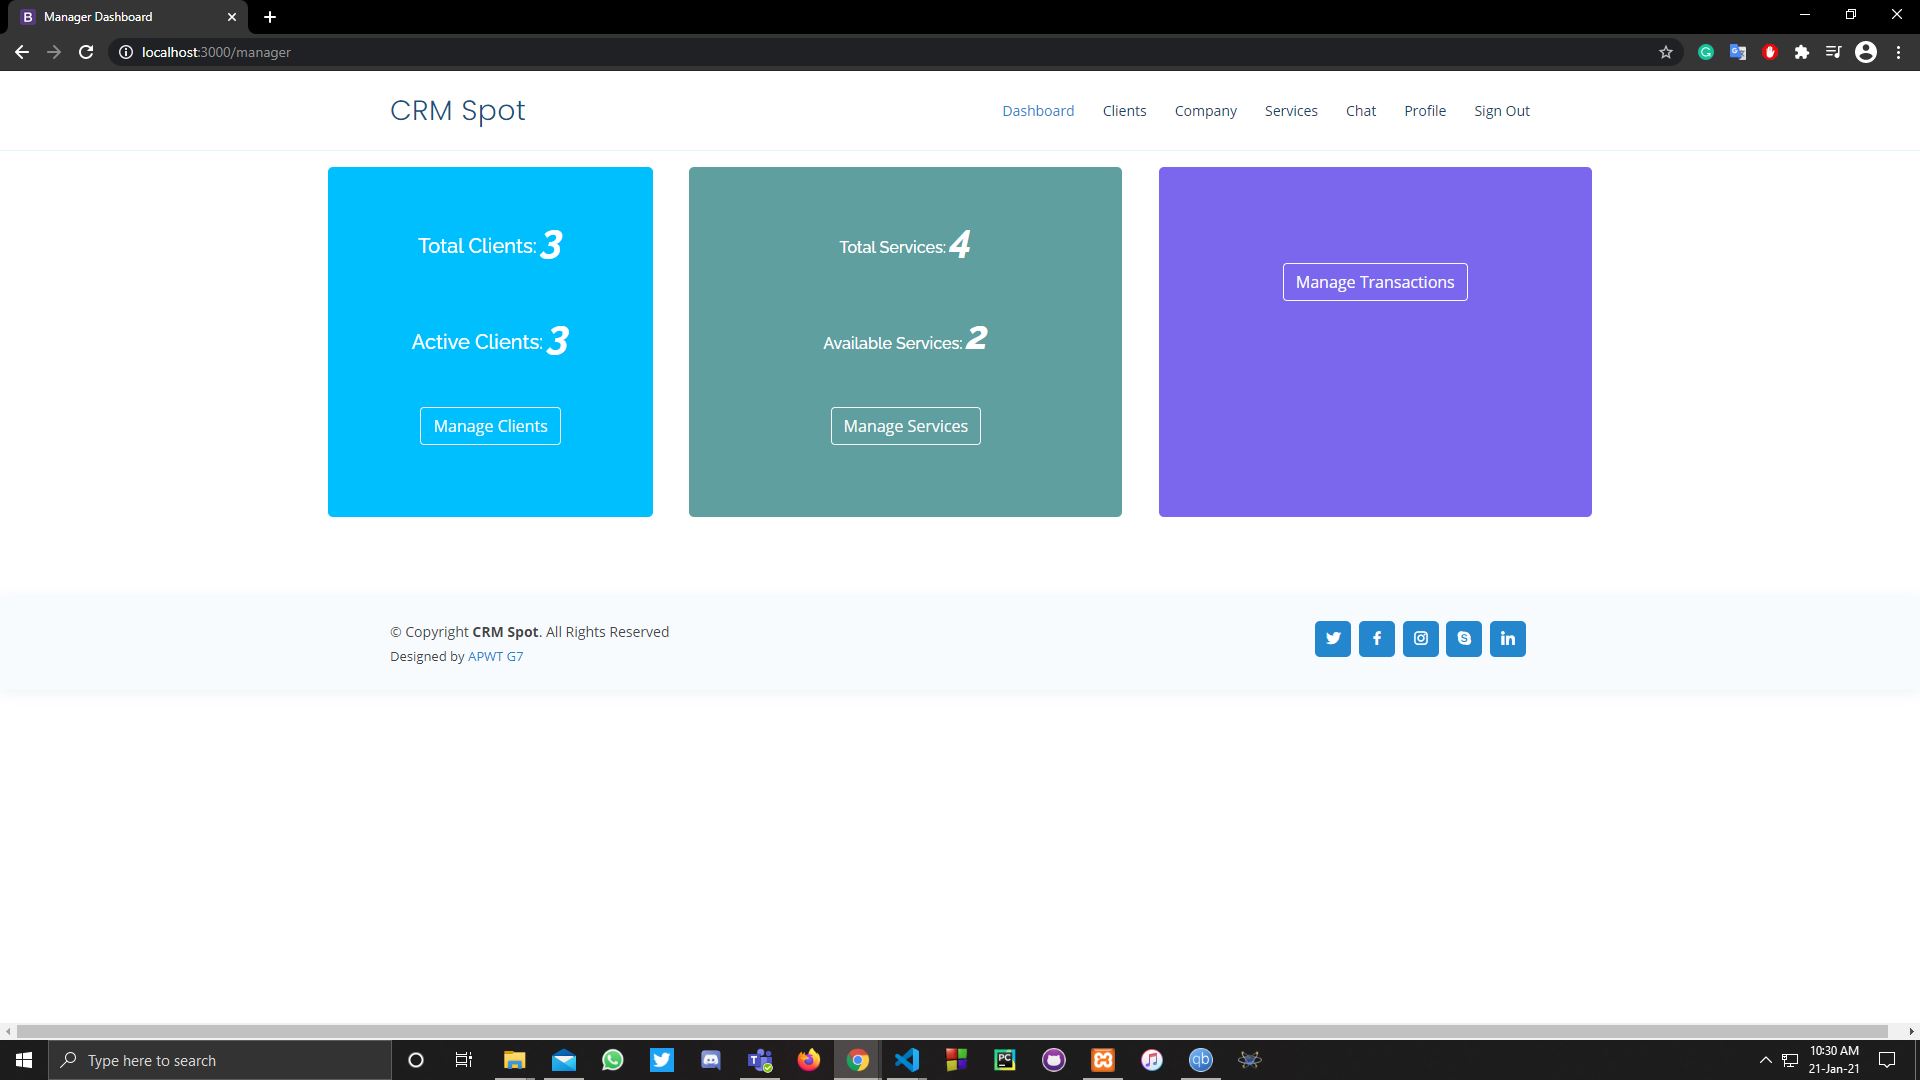 Manager Dashboard
localhost:3000/manager
CRM Spot
Dashboard Clients Company Services Chat Profile Sign Out
Total Clients: 3
Active Clients: 3
Manage Clients
Total Services: 4
Available Services: 2
Manage Services
Manage Transactions
© Copyright CRM Spot. All Rights Reserved
Designed by APWT G7
Type here to search
PC
qb
10:30 AM
21-Jan-21